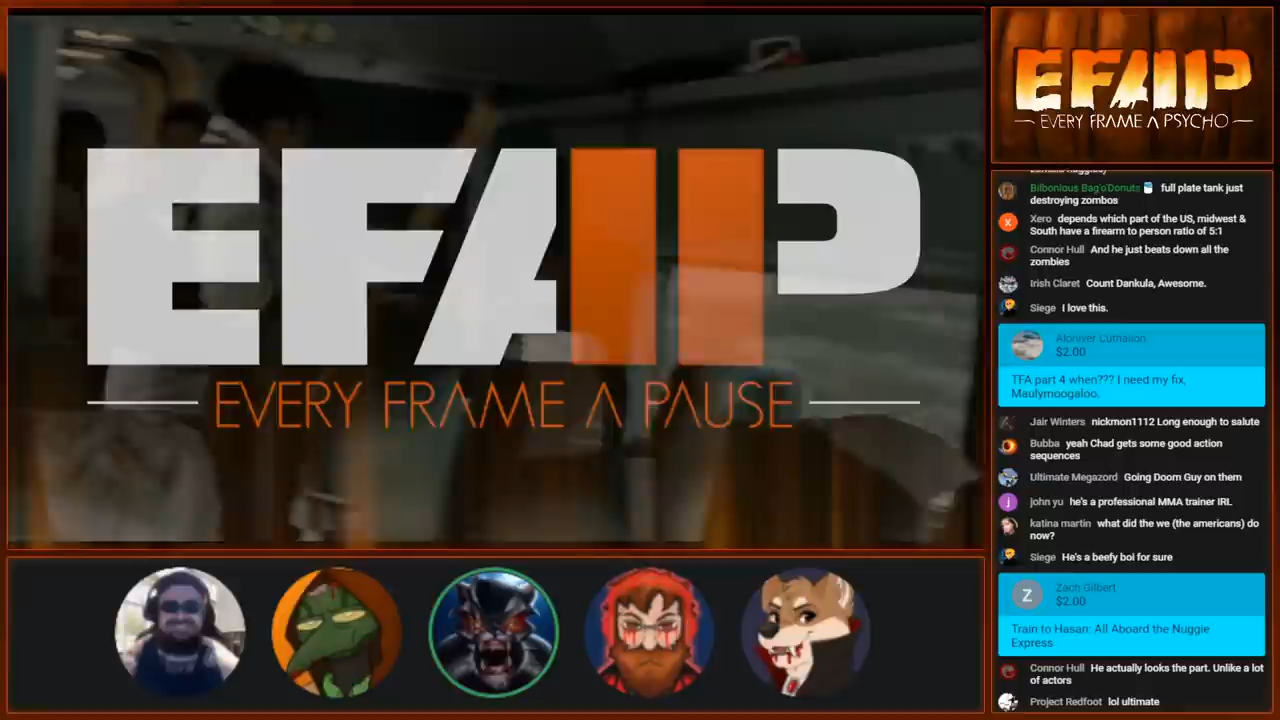 EFAP
EVERY FRAME A PAUSE
EFAP
EVERY FRAME A PSYCHO
Bilbonious Bag'o'Donuts full plate tank just
destroying zombos
X
Xero depends which part of the US, midwest &
South have a firearm to person ratio of 5:1
Connor Hull And he just beats down all the
zombies
Irish Claret Count Dankula, Awesome.
Siege I love this.
$2.00
TFA part 4 when??? I need my fix,
Maulymoogaloo.
Jair Winters nickmon1112 Long enough to salute
Bubba yeah Chad gets some good action
sequences
Ultimate Megazord Going Doom Guy on them
j
john yu he's a professional MMA trainer IRL
katina martin what did the we (the americans) do
now?
Siege He's a beefy boi for sure
Z
Zach Gilbert
$2.00
Train to Hasan: All Aboard the Nuggie
Express
Connor Hull He actually looks the part. Unlike a lot
of actors
Project Redfoot lol ultimate